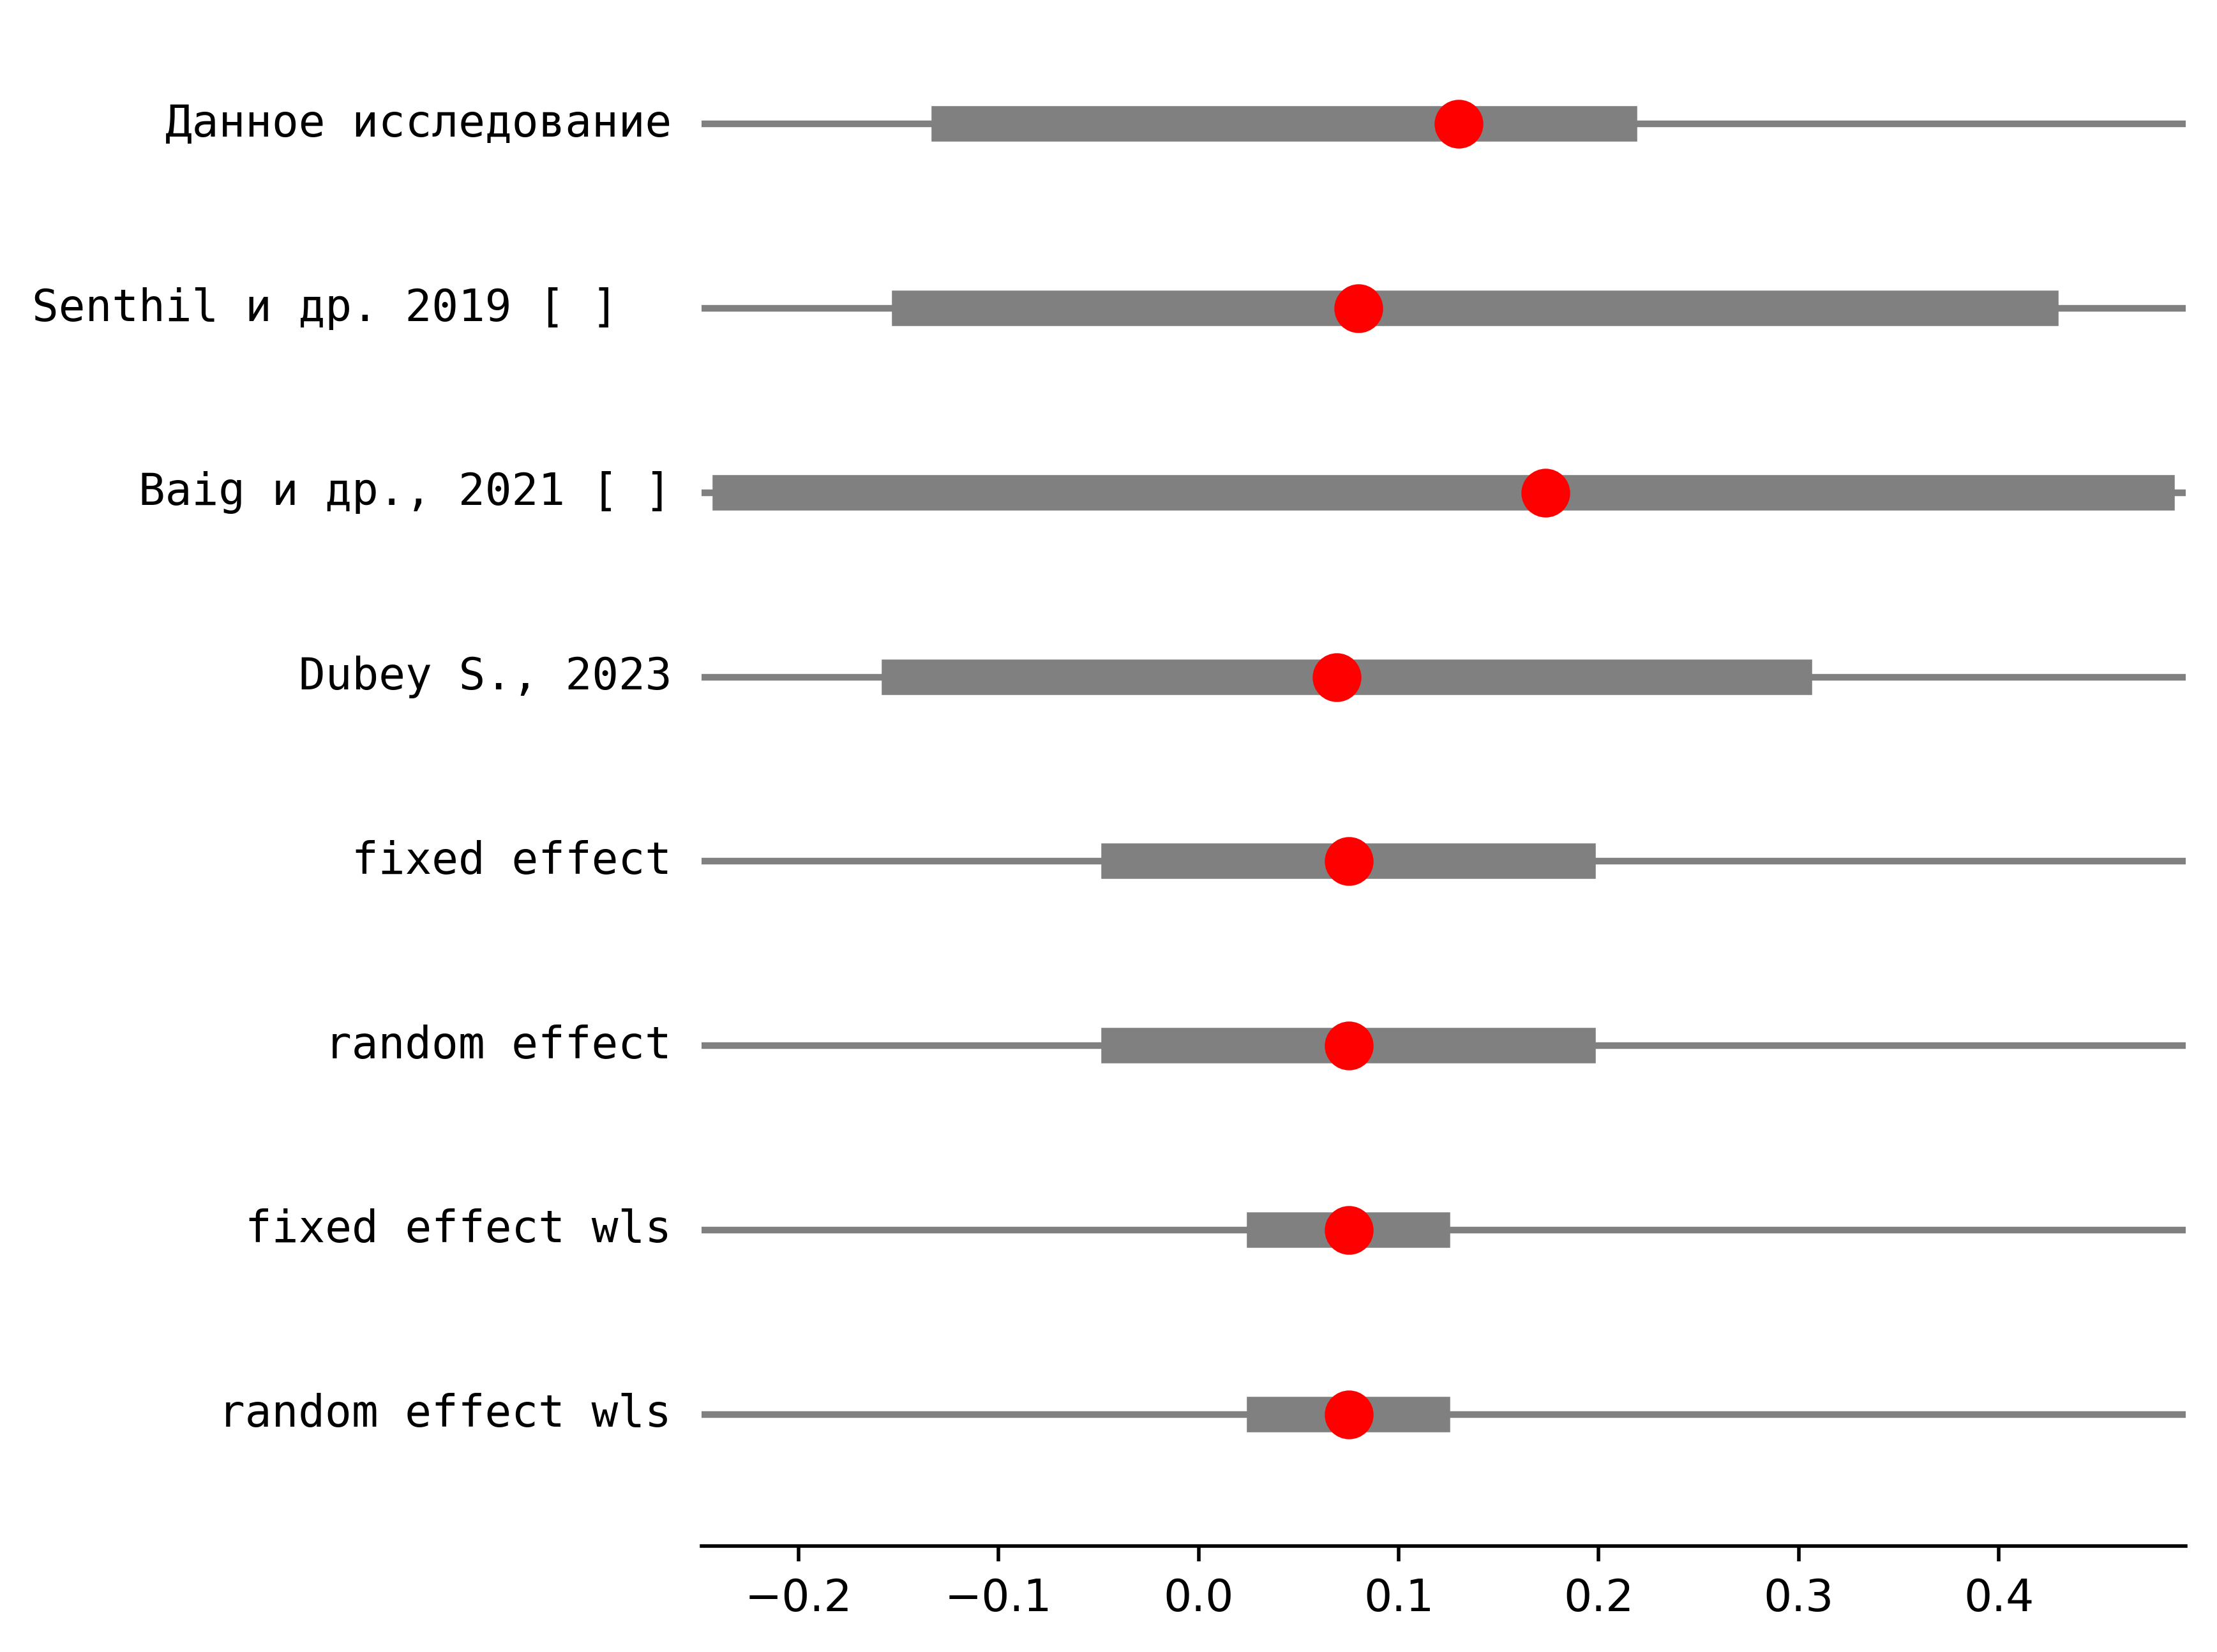 Данное исследование
Senthil и др. 2019 [ ]
Baig и др., 2021 [ ]
Dubey S., 2023
fixed effect
random effect
fixed effect wls
random effect wls
−0.2 −0.1 0.0 0.1 0.2 0.3 0.4